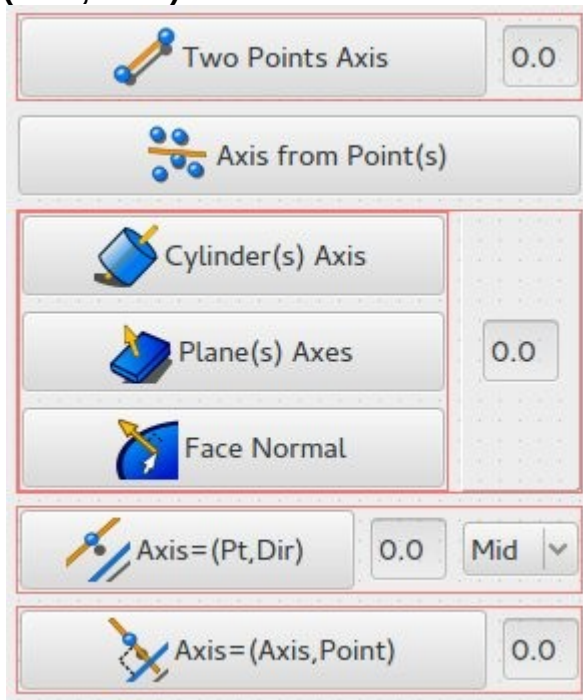 Two Points Axis 0.0
Axis from Point(s)
Cylinder(s) Axis
Plane(s) Axes 0.0
Face Normal
Axis=(Pt,Dir) 0.0 Mid
Axis=(Axis,Point) 0.0